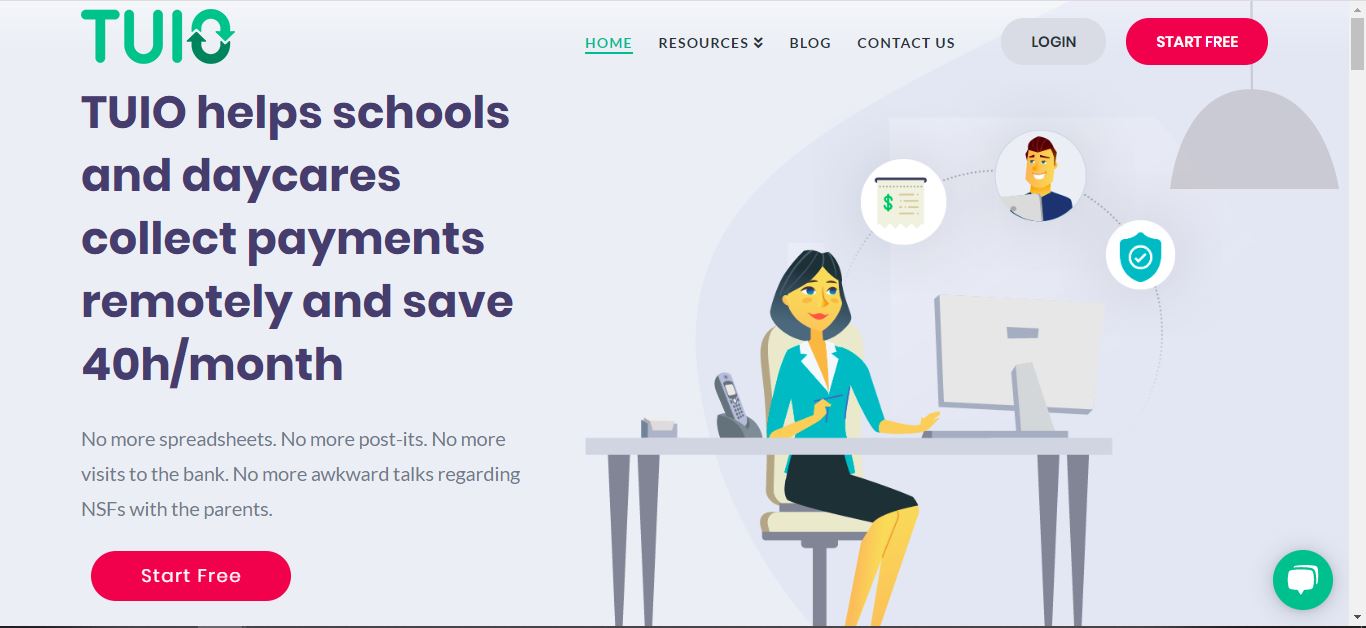 TUIO
HOME RESOURCES BLOG CONTACT US LOGIN START FREE
TUIO helps schools
and daycares
collect payments
remotely and save
40h/month
No more spreadsheets. No more post-its. No more
visits to the bank. No more awkward talks regarding
NSFs with the parents.
Start Free
$